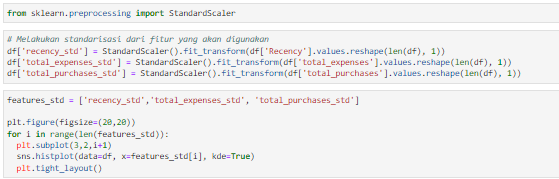 from sklearn.preprocessing import StandardScaler
# Melakukan standarisasi dari fitur yang akan digunakan
df['recency_std'] = StandardScaler().fit_transform(df['Recency'].values.reshape(len(df), 1))
df['total_expenses_std'] = StandardScaler().fit_transform(df['total_expenses'].values.reshape(len(df), 1))
df['total_purchases_std'] = StandardScaler().fit_transform(df['total_purchases'].values.reshape(len(df), 1))
features_std = ['recency_std','total_expenses_std', 'total_purchases_std']
plt.figure(figsize=(20,20))
for i in range(len(features_std)):
  plt.subplot(3,2,i+1)
  sns.histplot(data=df, x=features_std[i], kde=True)
  plt.tight_layout()